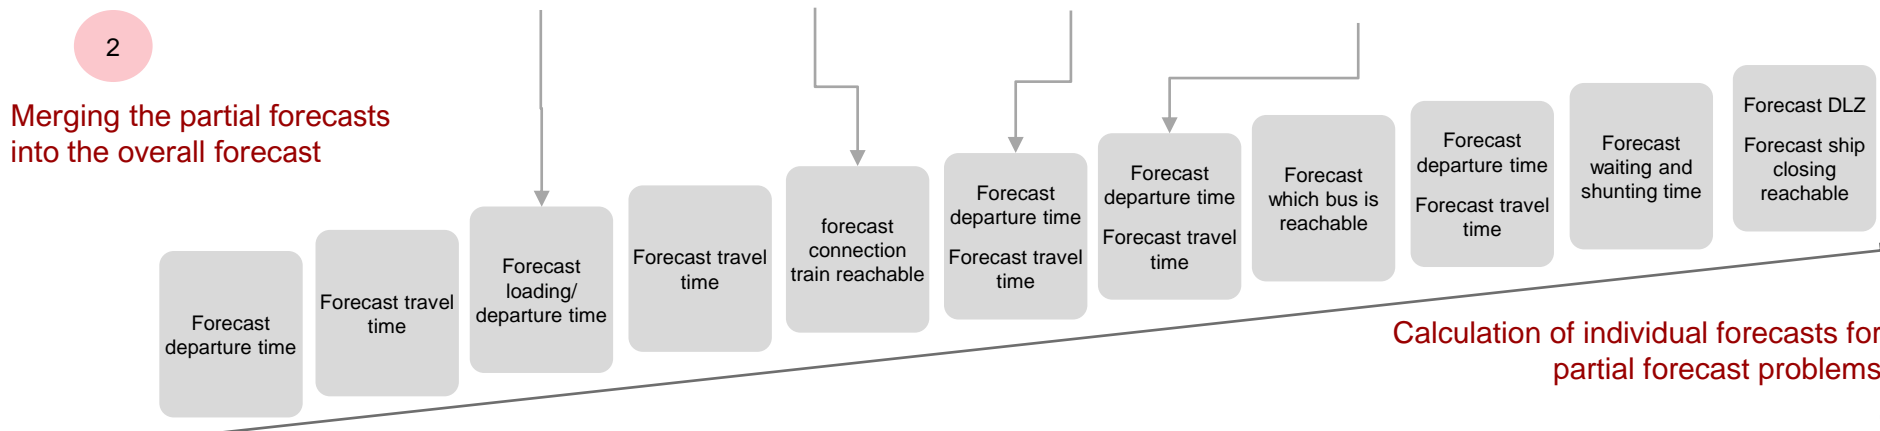 2
Merging the partial forecasts
into the overall forecast
Forecast
departure time
Forecast travel
time
Forecast
loading/
departure time
Forecast travel
time
forecast
connection
train reachable
Forecast
departure time
Forecast travel
time
Forecast
departure time
Forecast travel
time
Forecast
which bus is
reachable
Forecast
departure time
Forecast travel
time
Forecast
waiting and
shunting time
Forecast DLZ
Forecast ship
closing
reachable
Calculation of individual forecasts for
partial forecast problems